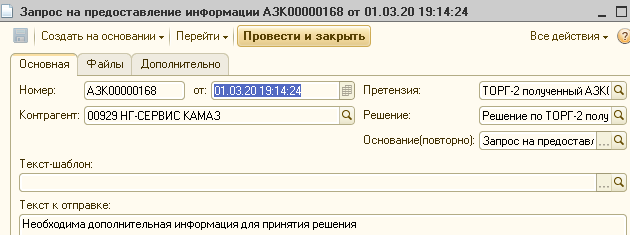 Запрос на предоставление информации АЗК00000168 от 01.03.20 19:14:24
Создать на основании Перейти Провести и закрыть Все действия
Основная Файлы Дополнительно
Номер: АЗК00000168 от: 01.03.20 19:14:24 Претензия: ТОРГ-2 полученный АЗК(
Контрагент: 00929 НГ-СЕРВИС КАМАЗ Решение: Решение по ТОРГ-2 полу
Основание(повторно): Запрос на предоставл
Текст-шаблон:
Текст к отправке:
Необходима дополнительная информация для принятия решения